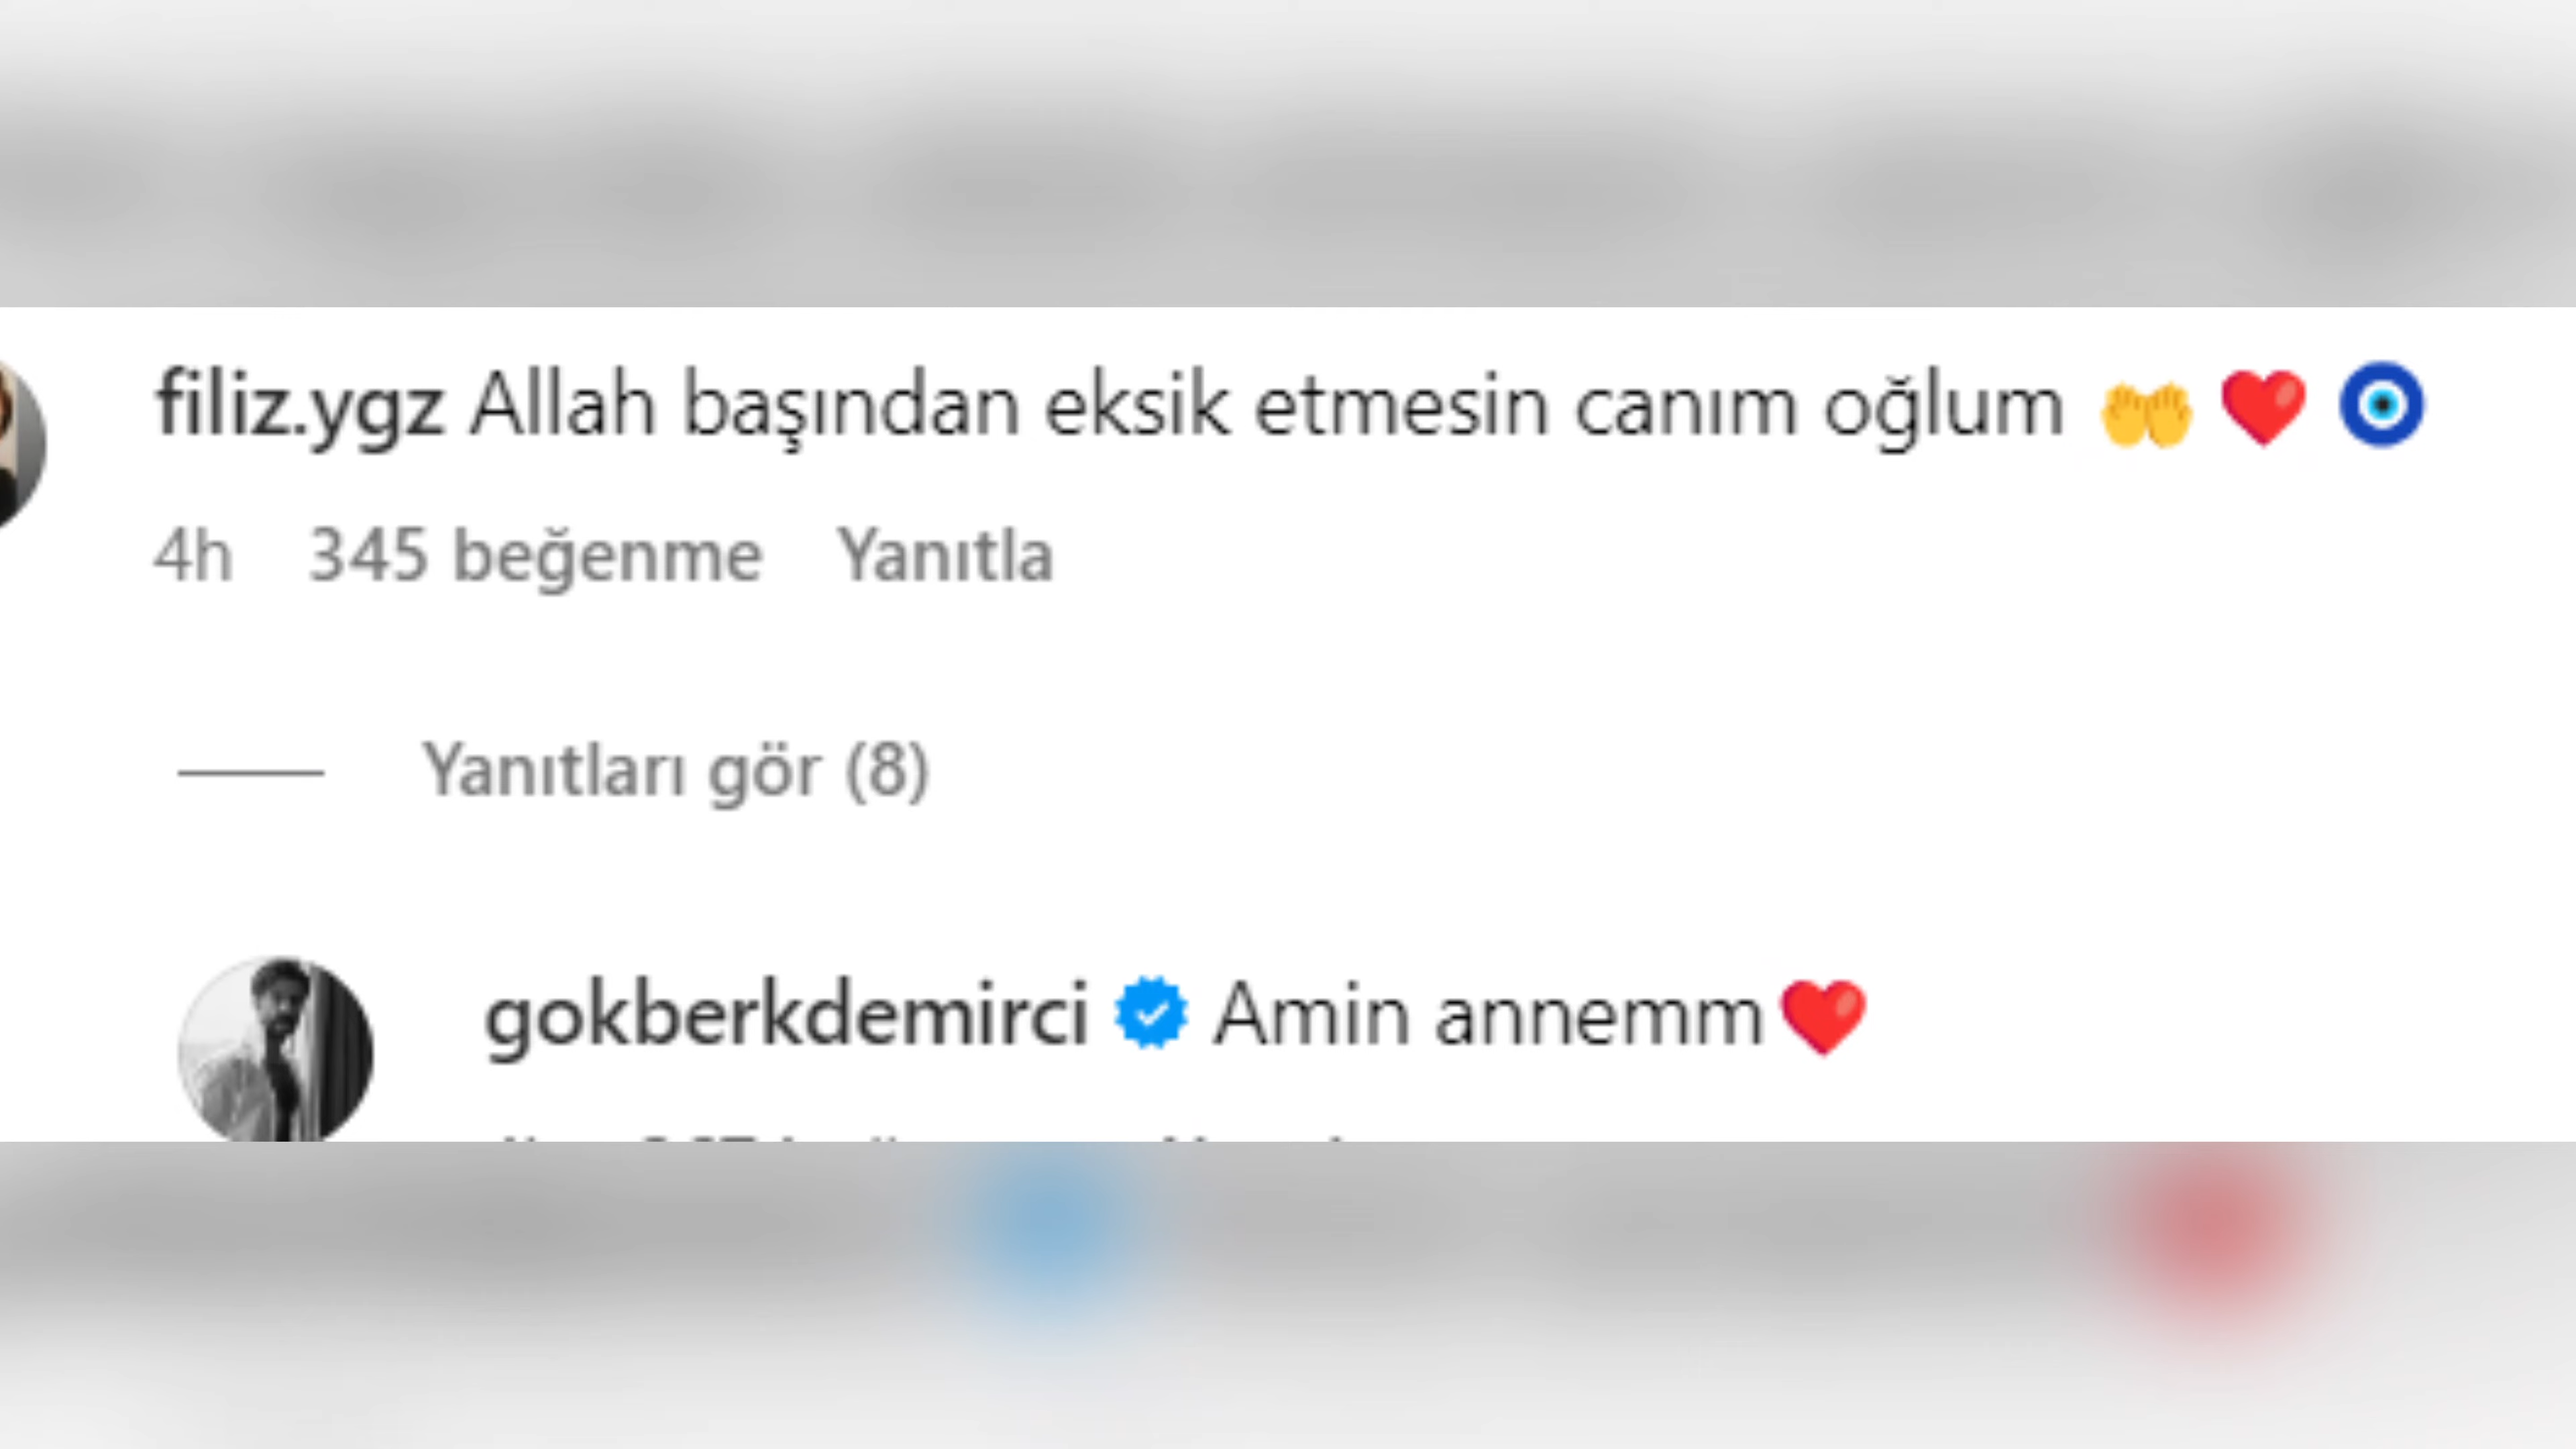 filiz.ygz Allah başından eksik etmesin canım oğlum 🤲 ❤️ 🧿
4h 345 beğenme Yanıtla
Yanıtları gör (8)
gokberkdemirci Amin annemm❤️